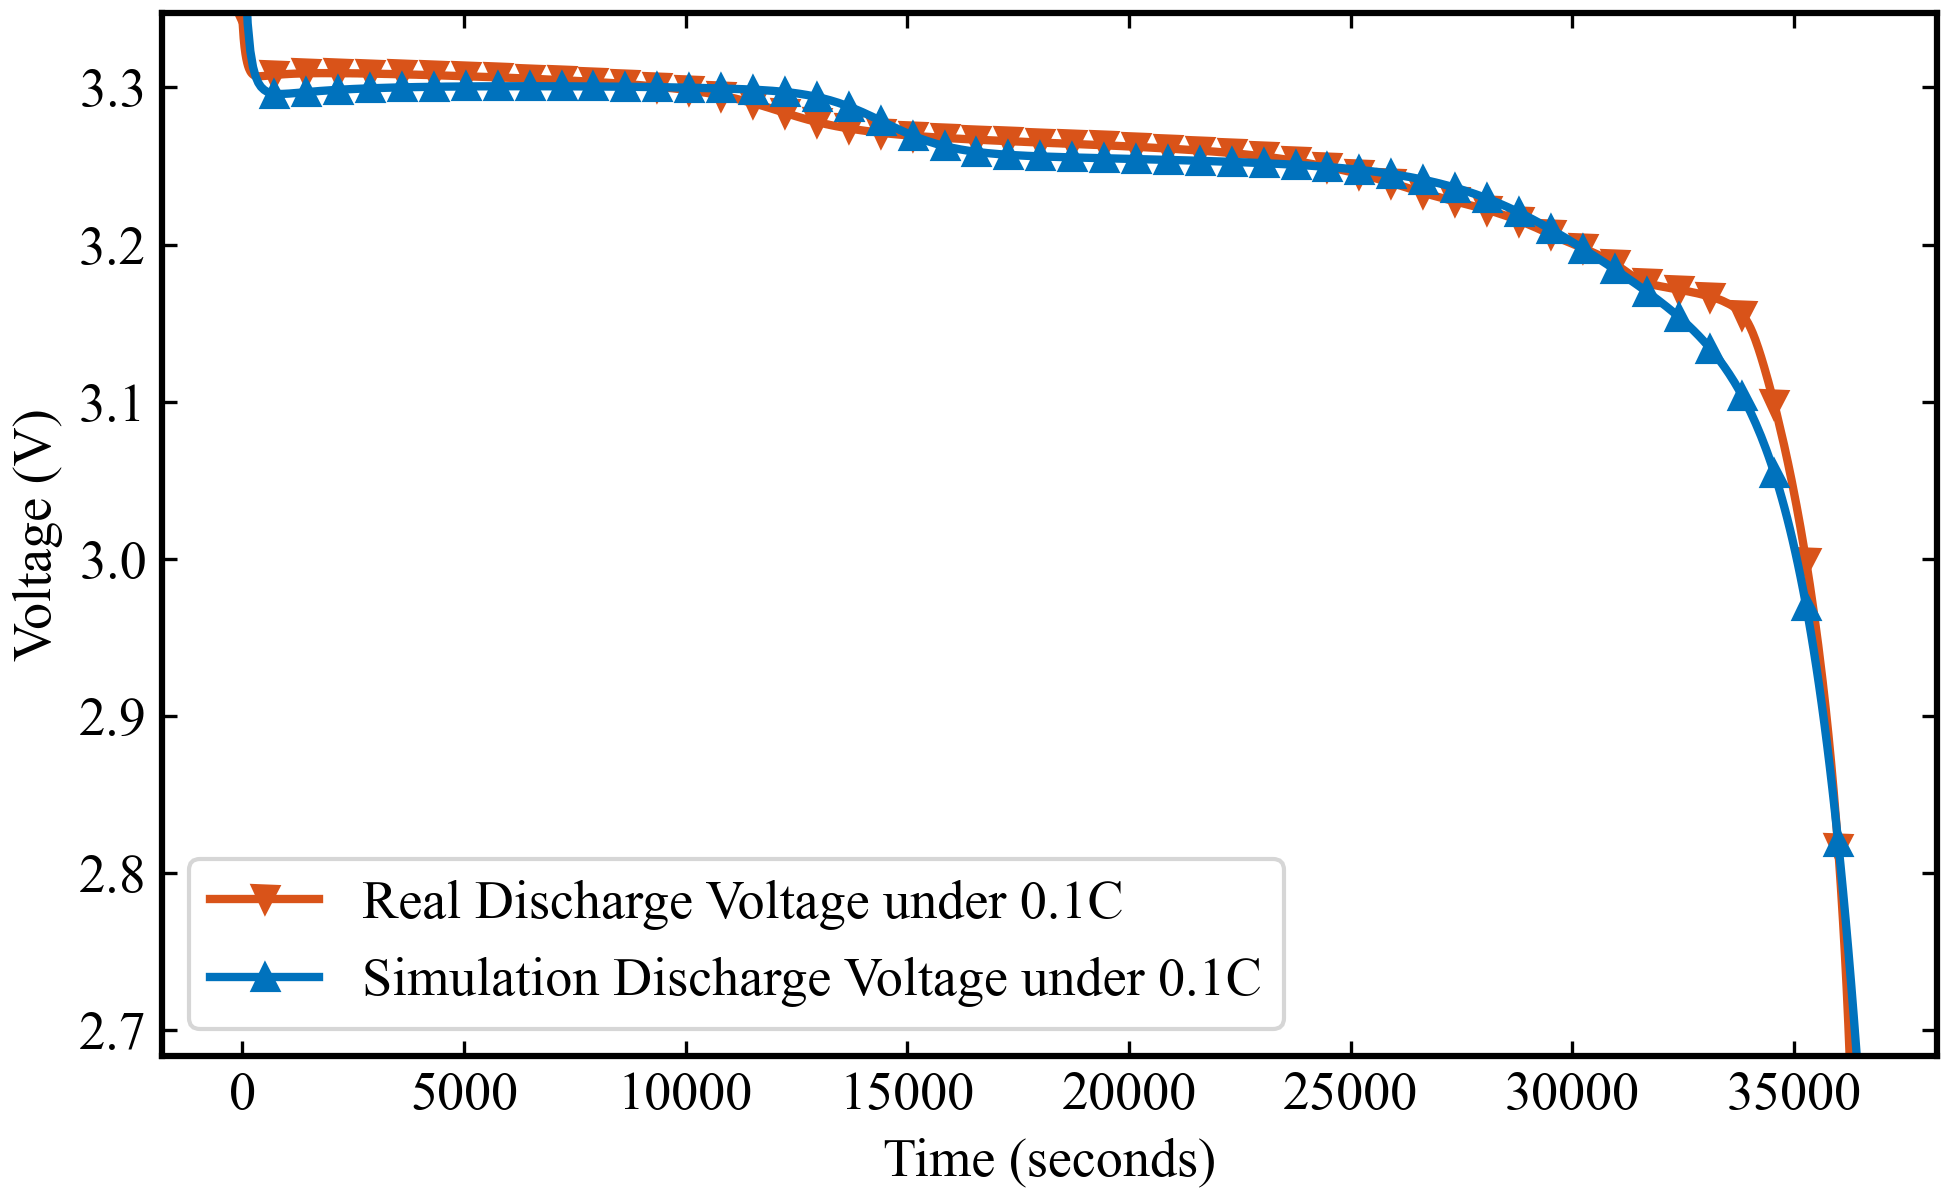 3.3
3.2
3.1
3.0
2.9
2.8
2.7
Voltage (V)
Real Discharge Voltage under 0.1C
Simulation Discharge Voltage under 0.1C
0 5000 10000 15000 20000 25000 30000 35000
Time (seconds)